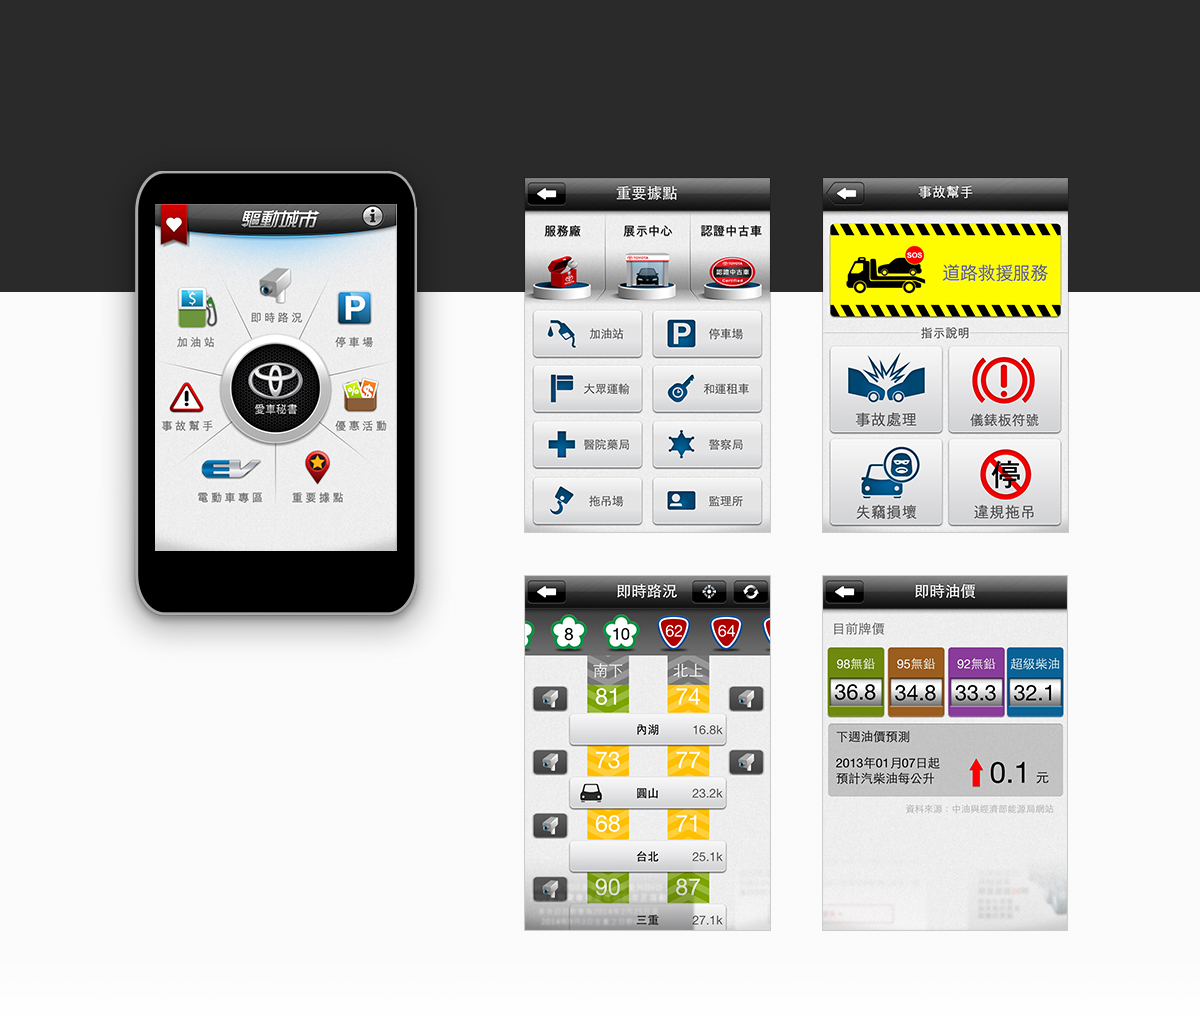 驅動城市
i
即時路況
$
加油站
P
停車場
事故幫手
愛車秘書
% $
優惠活動
EV
電動車專區
重要據點
重要據點
服務廠
展示中心
認證中古車
TOYOTA
TOYOTA
認證中古車
Certified
加油站
P
停車場
大眾運輸
和運租車
醫院藥局
警察局
拖吊場
監理所
事故幫手
SOS
道路救援服務
指示說明
事故處理
儀錶板符號
失竊損壞
停
違規拖吊
即時路況
8
10
62
64
南下
北上
81
74
內湖
16.8k
73
77
圓山
23.2k
68
71
台北
25.1k
90
87
三重
27.1k
即時油價
目前牌價
98無鉛
95無鉛
92無鉛
超級柴油
36.8
34.8
33.3
32.1
下週油價預測
2013年01月07日起
預計汽柴油每公升
0.1 元
資料來源：中油與經濟部能源局網站